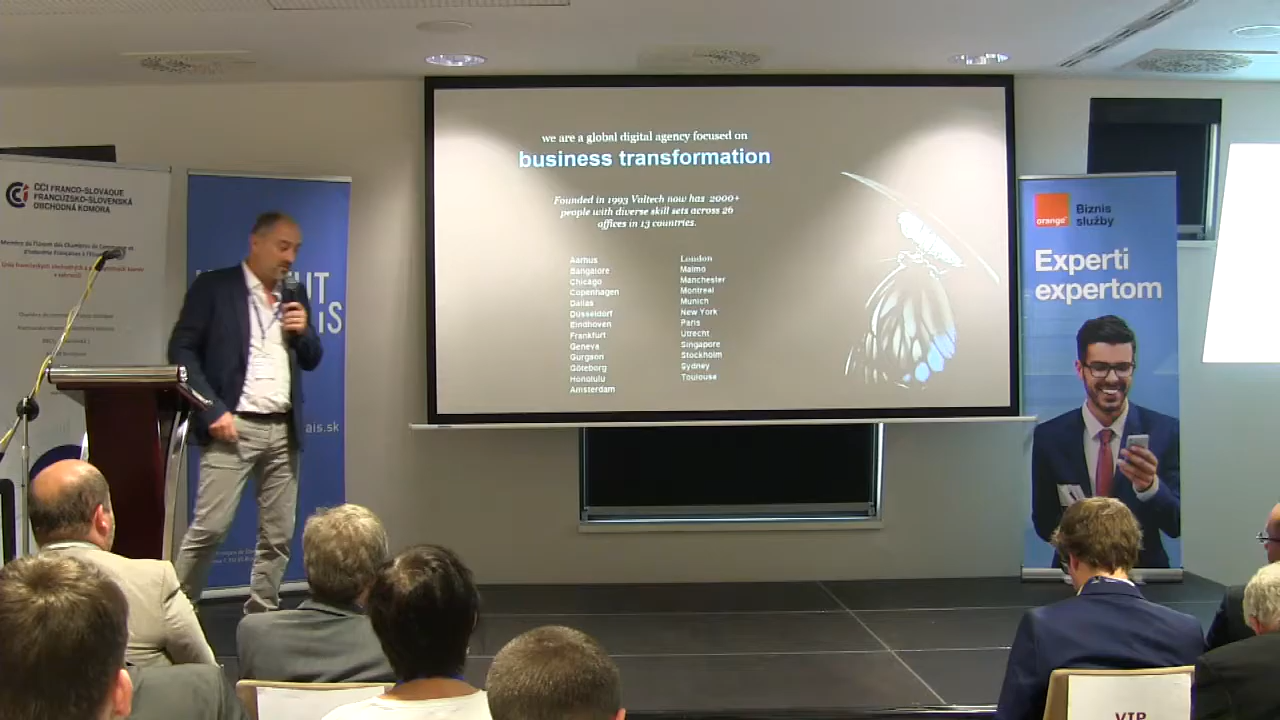 CCI FRANCO-SLOVAQUE
FRANCÚZSKO-SLOVENSKÁ
OBCHODNÁ KOMORA
ais.sk
we are a global digital agency focused on
business transformation
Founded in 1993 Valtech now has 2000+
people with diverse skill sets across 26
offices in 13 countries.
Aarhus
Bangalore
Chicago
Copenhagen
Dallas
Düsseldorf
Eindhoven
Frankfurt
Geneva
Gurgaon
Göteborg
Honolulu
Amsterdam
London
Malmo
Manchester
Montreal
Munich
New York
Paris
Utrecht
Singapore
Stockholm
Sydney
Toulouse
orange
Biznis
služby
Experti
expertom
VIP